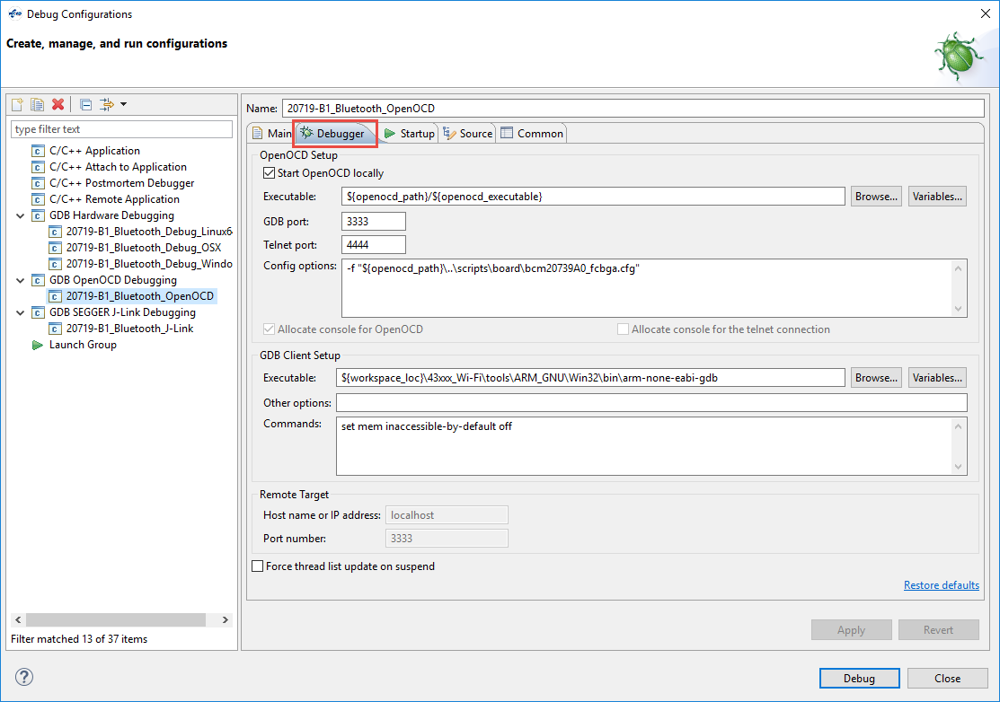 Debug Configurations
Create, manage, and run configurations
type filter text
C/C++ Application
C/C++ Attach to Application
C/C++ Postmortem Debugger
C/C++ Remote Application
GDB Hardware Debugging
20719-B1_Bluetooth_Debug_Linux6
20719-B1_Bluetooth_Debug_OSX
20719-B1_Bluetooth_Debug_Windo
GDB OpenOCD Debugging
20719-B1_Bluetooth_OpenOCD
GDB SEGGER J-Link Debugging
20719-B1_Bluetooth_J-Link
Launch Group
Filter matched 13 of 37 items
Name: 20719-B1_Bluetooth_OpenOCD
Main Debugger Startup Source Common
OpenOCD Setup
Start OpenOCD locally
Executable: ${openocd_path}/${openocd_executable} Browse... Variables...
GDB port: 3333
Telnet port: 4444
Config options: -f "${openocd_path}\..\scripts\board\bcm20739A0_fcbga.cfg"
Allocate console for OpenOCD Allocate console for the telnet connection
GDB Client Setup
Executable: ${workspace_loc}\43xxx_Wi-Fi\tools\ARM_GNU\Win32\bin\arm-none-eabi-gdb Browse... Variables...
Other options:
Commands: set mem inaccessible-by-default off
Remote Target
Host name or IP address: localhost
Port number: 3333
Force thread list update on suspend
Restore defaults
Apply Revert
? Debug Close